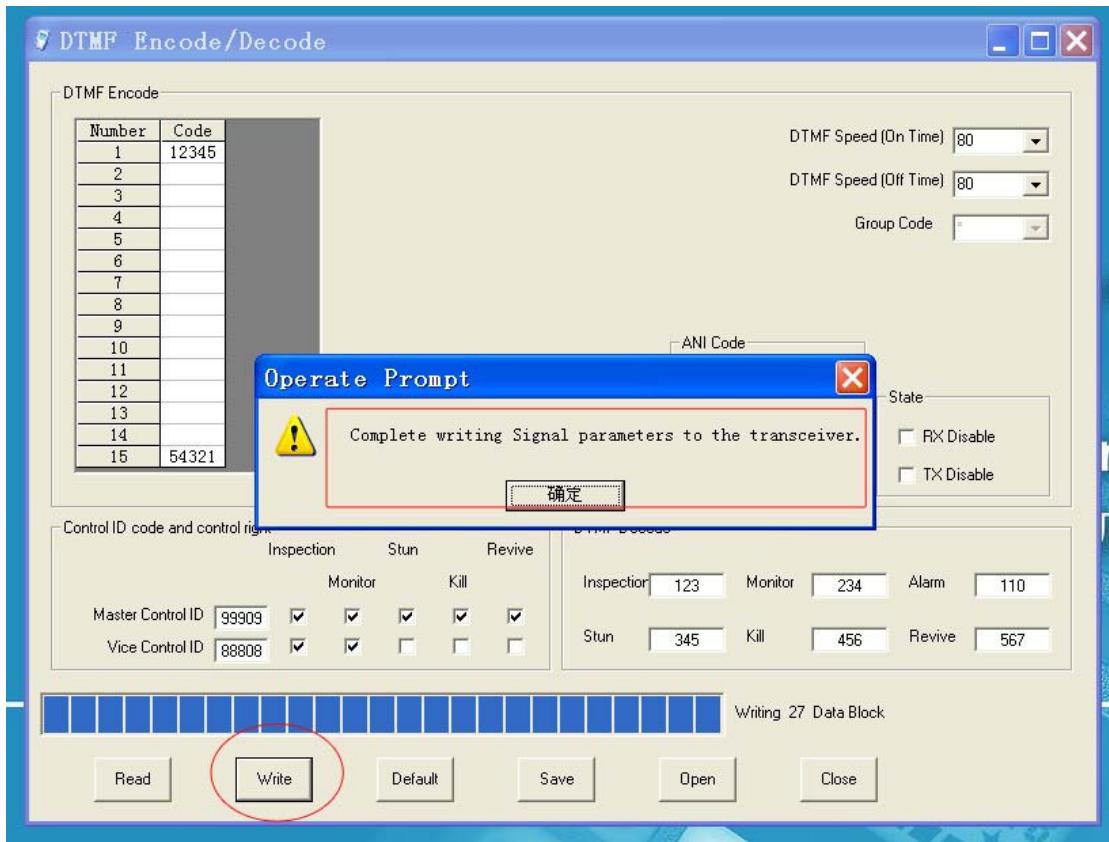 DTMF Encode/Decode
DTMF Encode
Number Code
1 12345
2
3
4
5
6
7
8
9
10
11
12
13
14
15 54321
DTMF Speed (On Time) 80
DTMF Speed (Off Time) 80
Group Code
ANI Code
State
RX Disable
TX Disable
Operate Prompt
Complete writing Signal parameters to the transceiver.
确定
Control ID code and control
Inspection Stun Revive
Monitor Kill
Master Control ID 99909
Vice Control ID 88808
Inspection 123 Monitor 234 Alarm 110
Stun 345 Kill 456 Revive 567
Writing 27 Data Block
Read Write Default Save Open Close